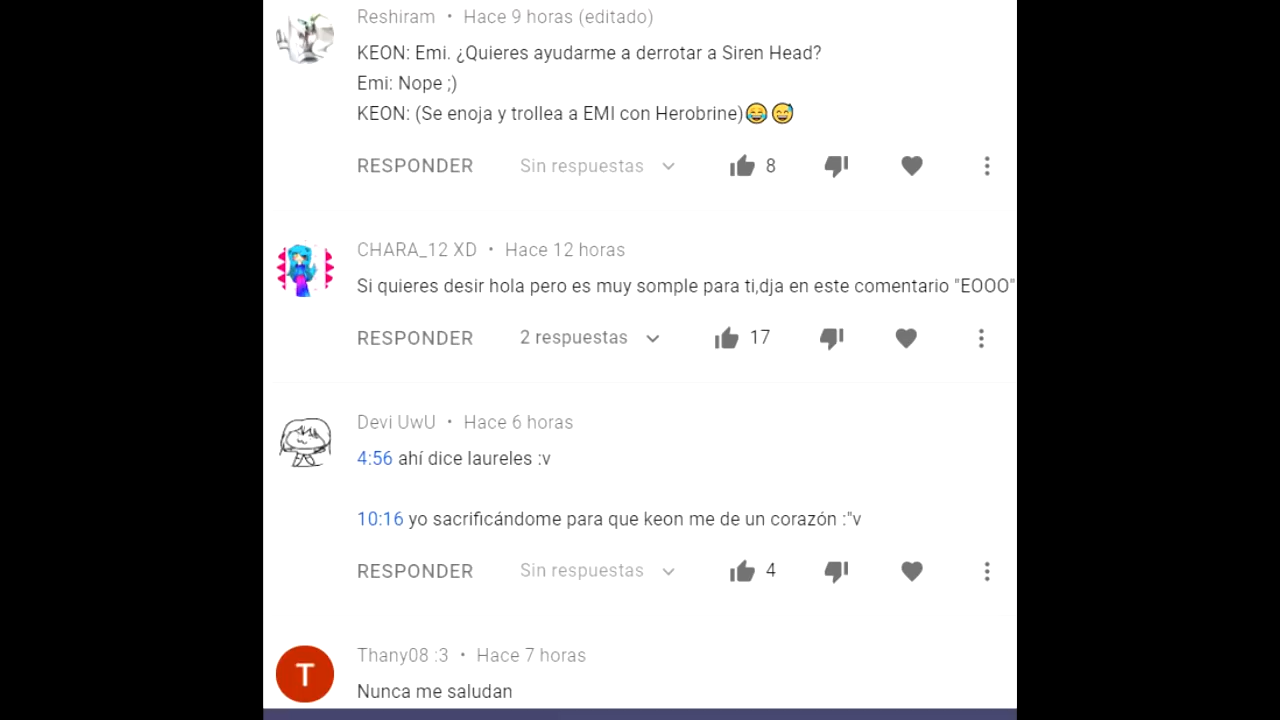 Reshiram • Hace 9 horas (editado)
KEON: Emi. ¿Quieres ayudarme a derrotar a Siren Head?
Emi: Nope ;)
KEON: (Se enoja y trollea a EMI con Herobrine)😂😅
RESPONDER Sin respuestas 8
CHARA_12 XD • Hace 12 horas
Si quieres desir hola pero es muy somple para ti,dja en este comentario "EOOO"
RESPONDER 2 respuestas 17
Devi UwU • Hace 6 horas
4:56 ahí dice laureles :v
10:16 yo sacrificándome para que keon me de un corazón :"v
RESPONDER Sin respuestas 4
T
Thany08 :3 • Hace 7 horas
Nunca me saludan